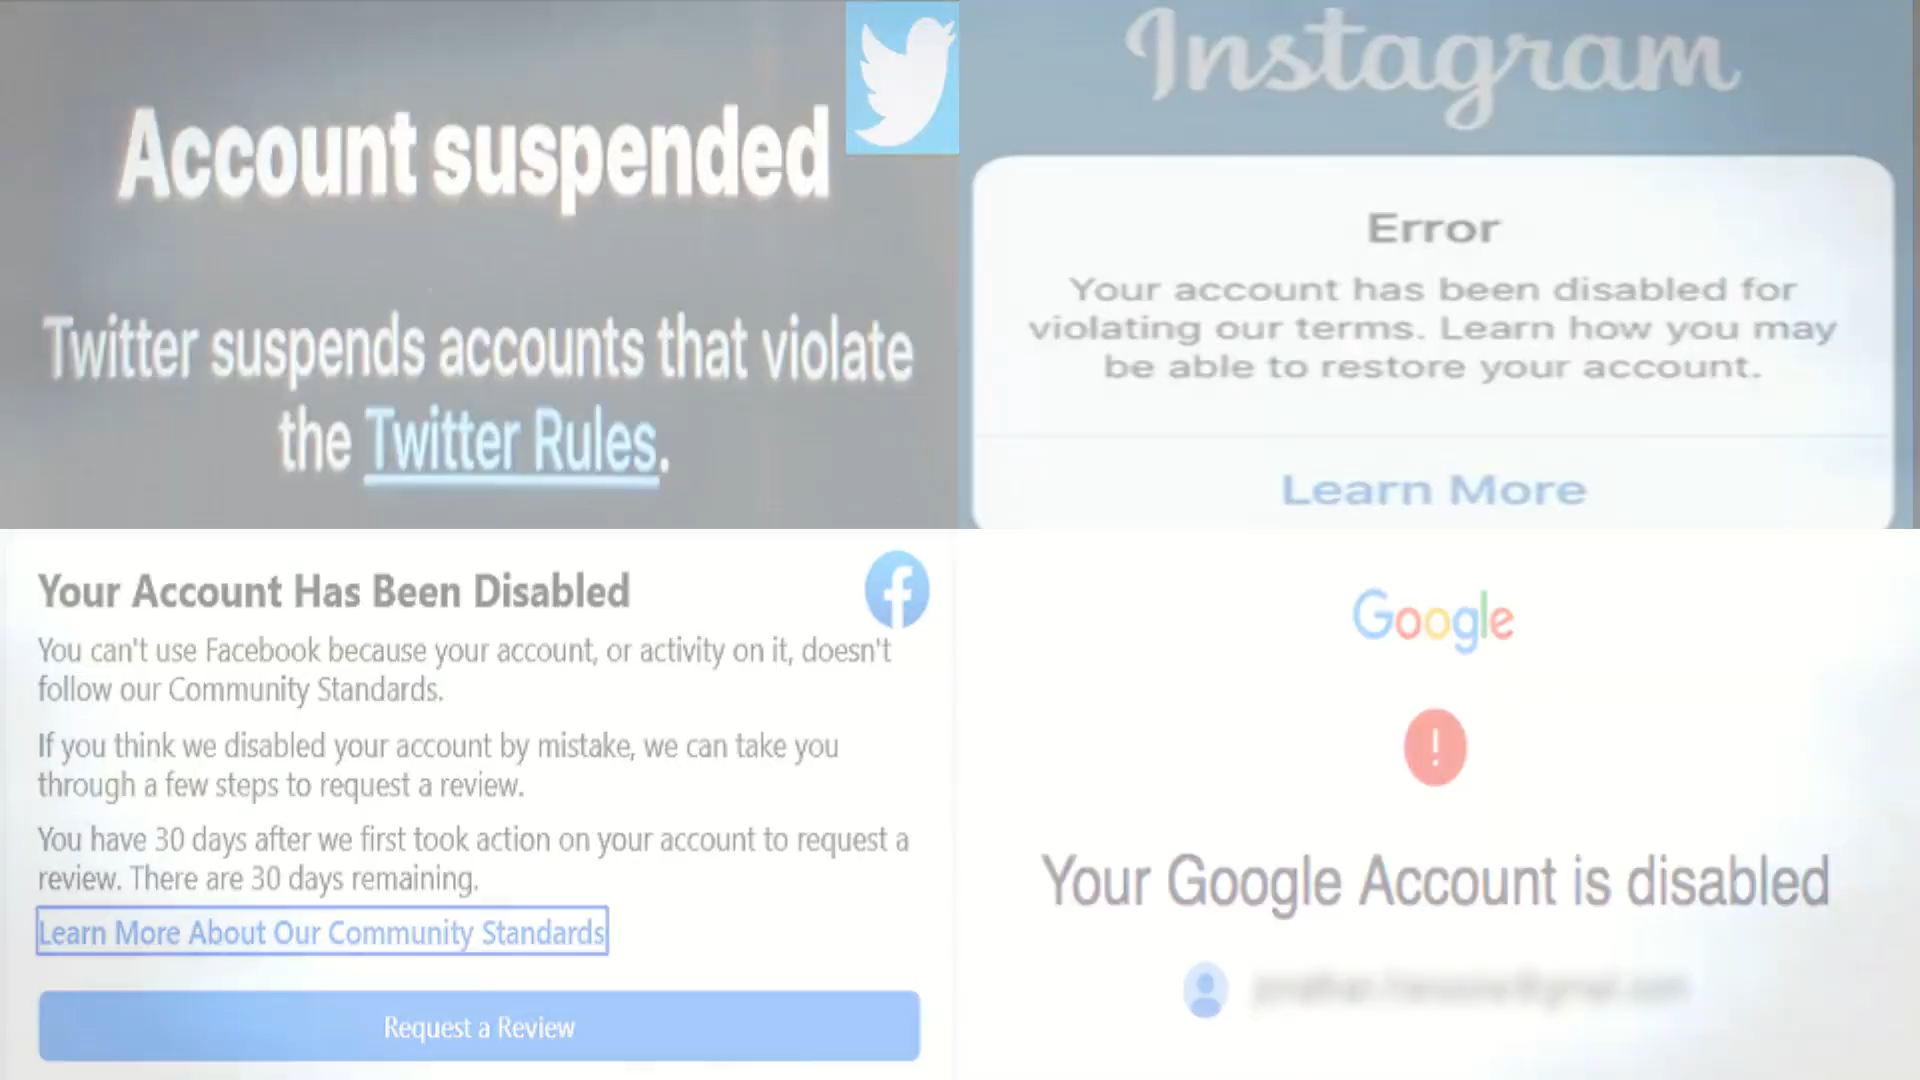 Account suspended
Twitter suspends accounts that violate
the Twitter Rules.
Instagram
Error
Your account has been disabled for
violating our terms. Learn how you may
be able to restore your account.
Learn More
Your Account Has Been Disabled
You can't use Facebook because your account, or activity on it, doesn't
follow our Community Standards.
If you think we disabled your account by mistake, we can take you
through a few steps to request a review.
You have 30 days after we first took action on your account to request a
review. There are 30 days remaining.
Learn More About Our Community Standards
Request a Review
Google
!
Your Google Account is disabled